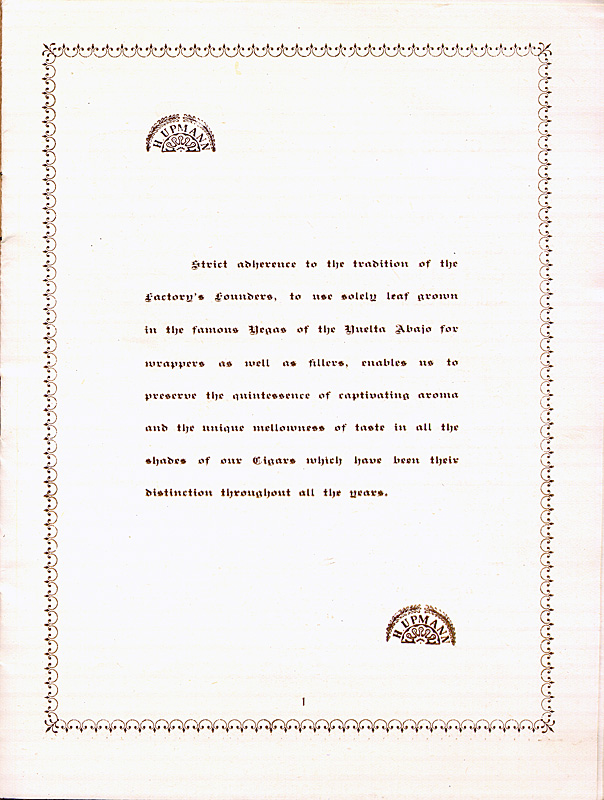 H. UPMANN
Strict adherence to the tradition of the
Factory's Founders, to use solely leaf grown
in the famous Vegas of the Vuelta Abajo for
wrappers as well as fillers, enables us to
preserve the quintessence of captivating aroma
and the unique mellowness of taste in all the
shades of our Cigars which have been their
distinction throughout all the years.
H. UPMANN
1